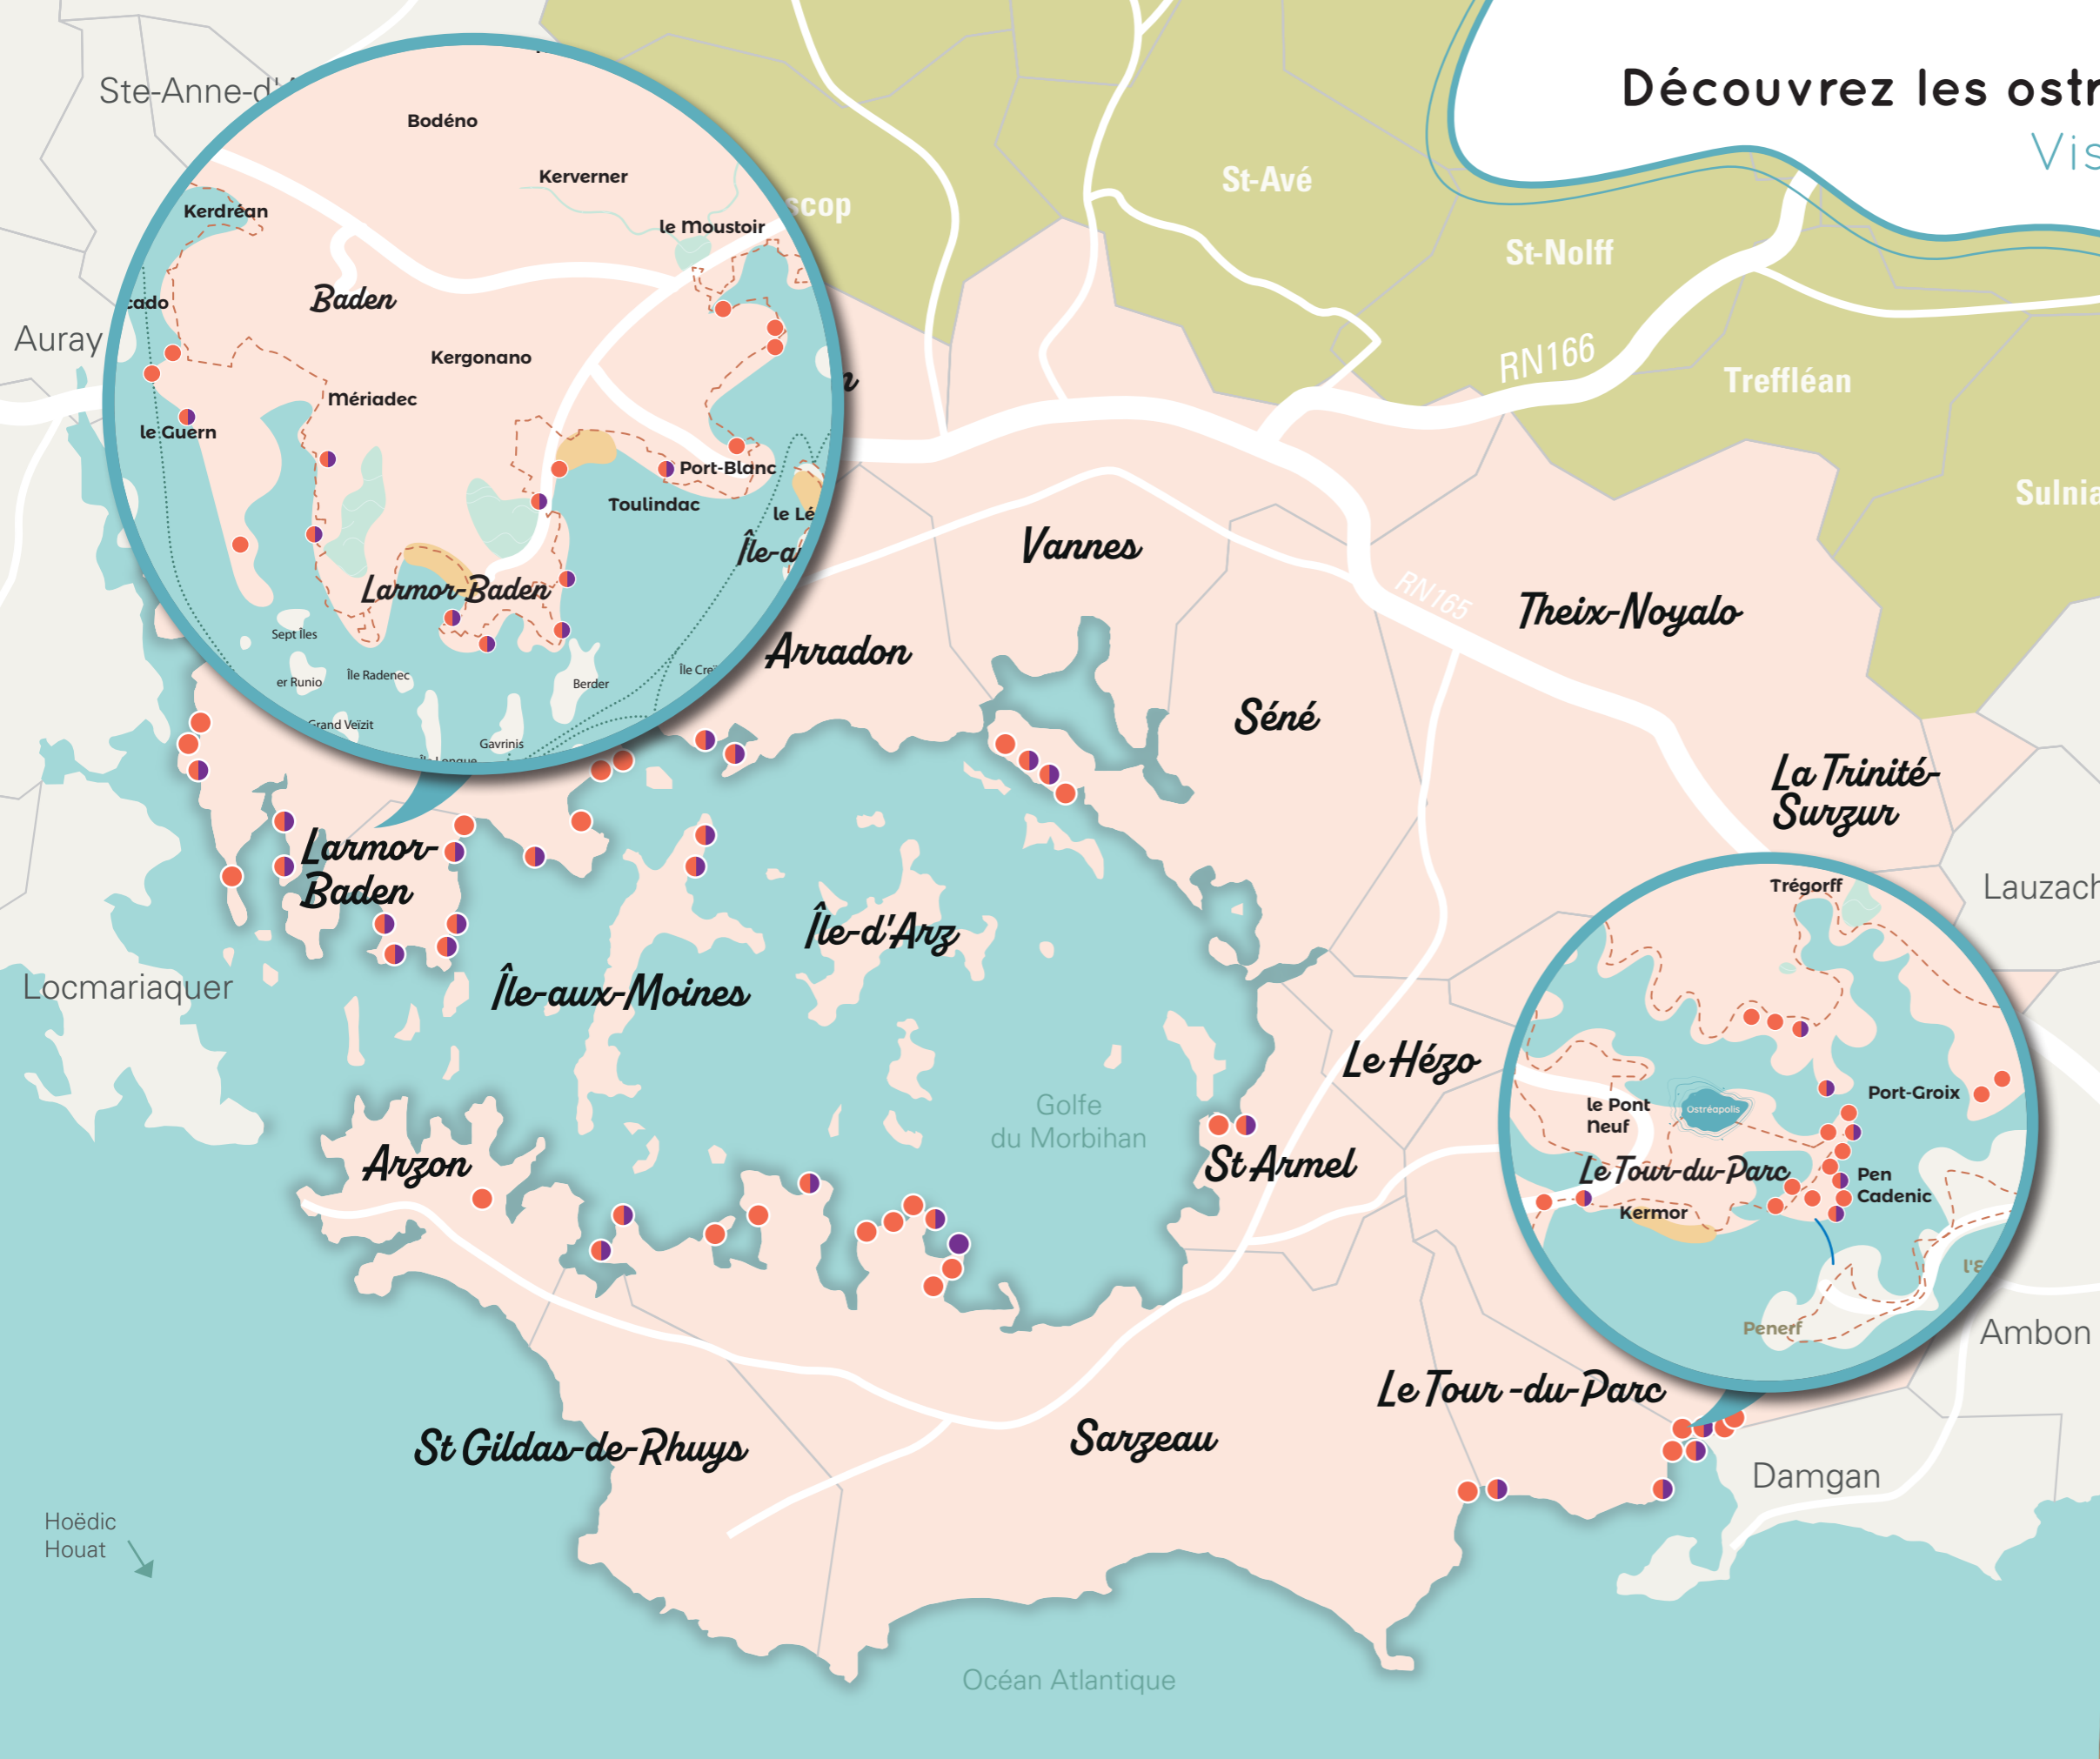 Découvrez les ostr
Vis
Ste-Anne-d'A
Bodéno
Kerverner
scop
St-Avé
le Moustoir
Kerdréan
St-Nolff
Baden
cado
Auray
Kergonano
RN166
Treffléan
n
Mériadec
le Guern
Port-Blanc
Toulindac
Sulnia
le Lé
Île-a
Vannes
Larmor-Baden
RN165
Theix-Noyalo
Sept Îles
Arradon
er Runio
Île Radenec
Berder
Île Creï
Séné
Grand Veïzit
Gavrinis
Île Longue
La Trinité-
Surzur
Larmor-
Baden
Trégorff
Lauzach
Île-d'Arz
Locmariaquer
Île-aux-Moines
Le Hézo
Port-Groix
le Pont
Neuf
Ostréapolis
Golfe
du Morbihan
Arzon
St Armel
Le Tour-du-Parc
Pen
Cadenic
Kermor
l'E
Penerf
Ambon
Le Tour-du-Parc
St Gildas-de-Rhuys
Sarzeau
Damgan
Hoëdic
Houat
Océan Atlantique